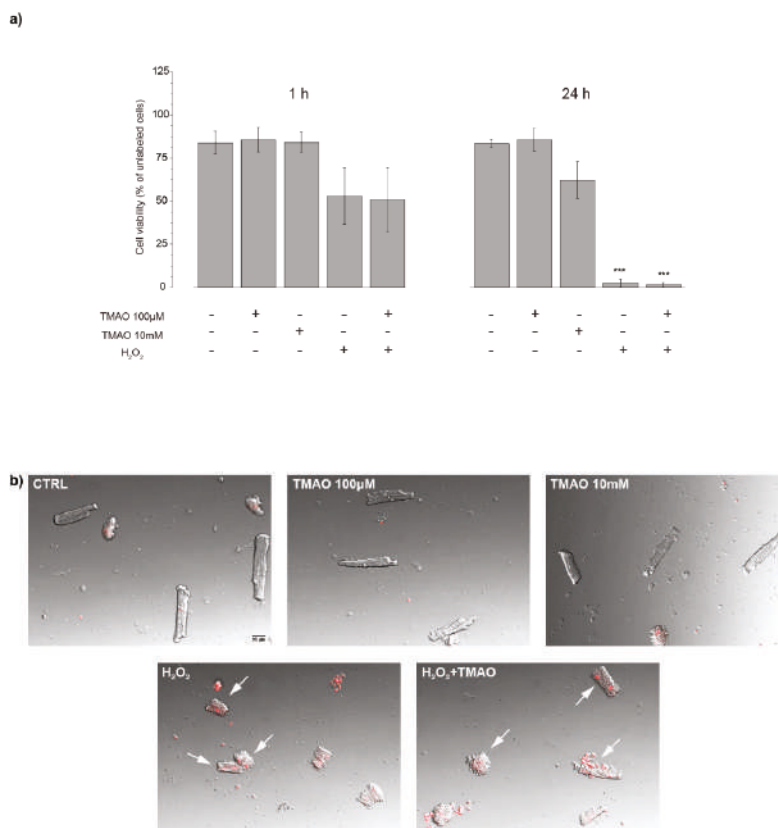 a)
125
100
75
50
25
0
Cell viability (% of unlabeled cells)
1 h
24 h
*** ***
TMAO 100µM - + - - + - + - - +
TMAO 10mM - - + - - - - + - -
H₂O₂ - - - + + - - - + +
b)
CTRL
TMAO 100µM
TMAO 10mM
H₂O₂
H₂O₂+TMAO